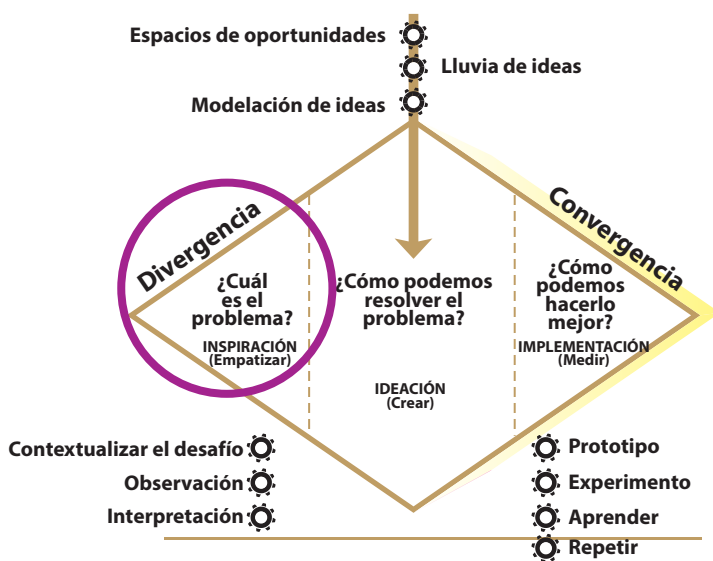 Espacios de oportunidades
Lluvia de ideas
Modelación de ideas
Divergencia
Convergencia
¿Cuál
es el
problema?
INSPIRACIÓN
(Empatizar)
¿Cómo podemos
resolver el
problema?
IDEACIÓN
(Crear)
¿Cómo
podemos
hacerlo
mejor?
IMPLEMENTACIÓN
(Medir)
Contextualizar el desafío
Observación
Interpretación
Prototipo
Experimento
Aprender
Repetir